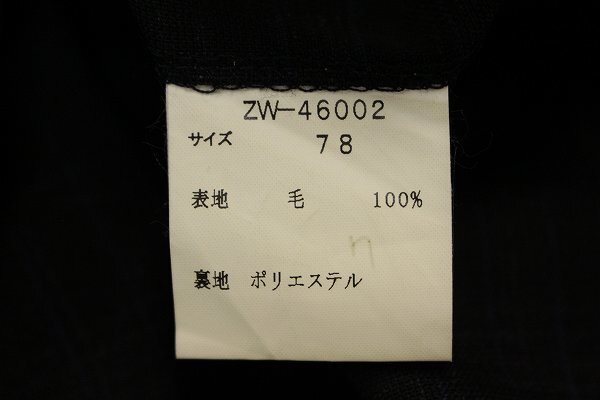 ZW-46002
サイズ 78
表地 毛 100%
n
裏地 ポリエステル